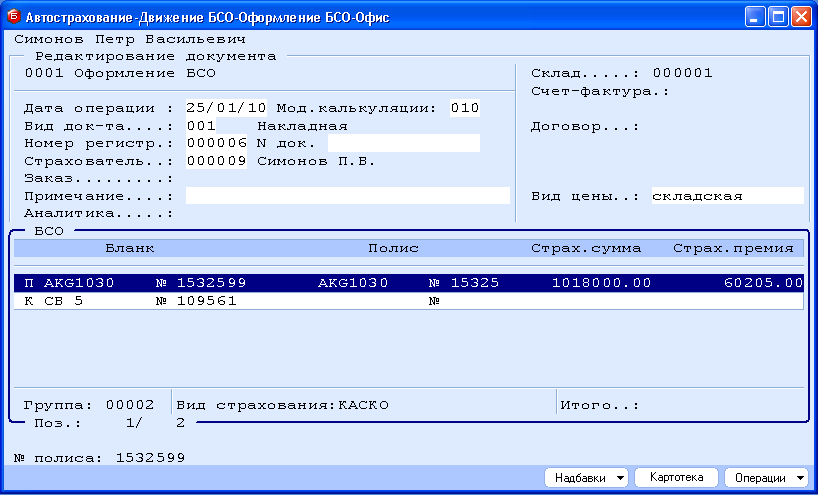 Автострахование-Движение БСО-Оформление БСО-Офис
Симонов Петр Васильевич
Редактирование документа
0001 Оформление БСО
Склад.....: 000001
Счет-фактура.:
Дата операции : 25/01/10 Мод.калькуляции: 010
Вид док-та....: 001 Накладная
Договор...:
Номер регистр.: 000006 N док.
Страхователь..: 000009 Симонов П.В.
Заказ.........:
Примечание....:
Вид цены..: складская
Аналитика.....:
БСО
Бланк Полис Страх.сумма Страх.премия
П AKG1030 № 1532599 AKG1030 № 15325 1018000.00 60205.00
К СВ 5 № 109561 №
Группа: 00002 Вид страхования:КАСКО Итого..:
Поз.: 1/ 2
№ полиса: 1532599
Надбавки Картотека Операции